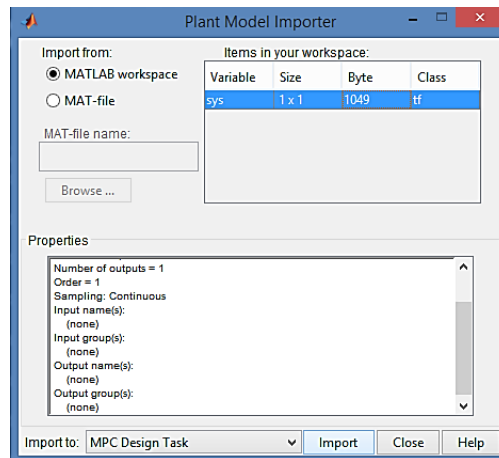 Plant Model Importer
Import from:
MATLAB workspace
MAT-file
MAT-file name:
Browse ...
Items in your workspace:
Variable Size Byte Class
sys 1 x 1 1049 tf
Properties
Number of outputs = 1
Order = 1
Sampling: Continuous
Input name(s):
(none)
Input group(s):
(none)
Output name(s):
(none)
Output group(s):
(none)
Import to: MPC Design Task Import Close Help